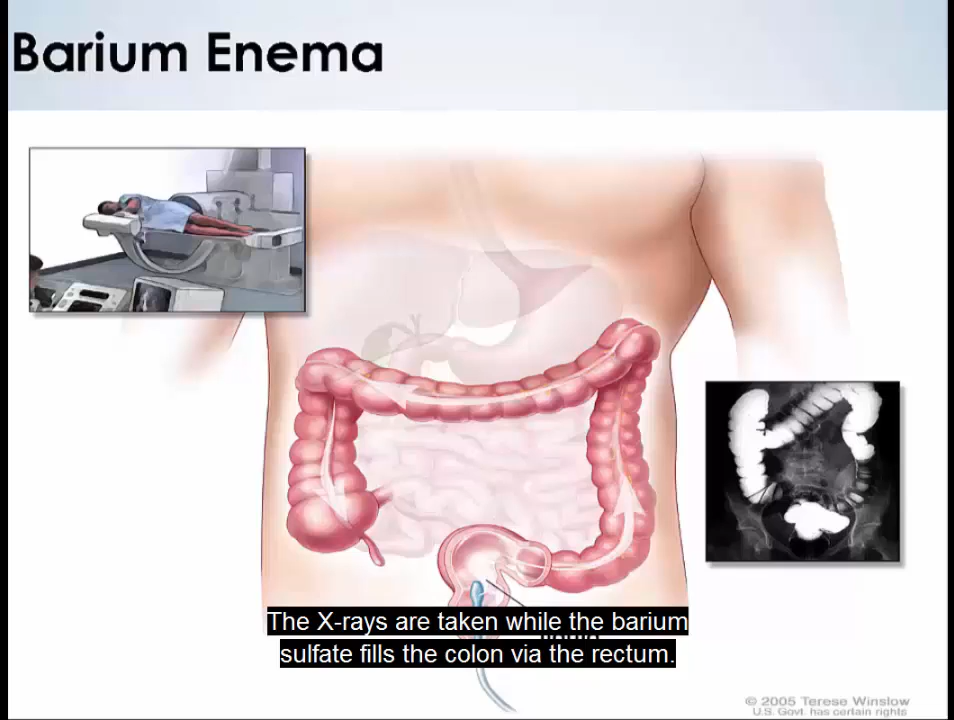 Barium Enema
The X-rays are taken while the barium
sulfate fills the colon via the rectum.
© 2005 Terese Winslow
U.S. Govt. has certain rights